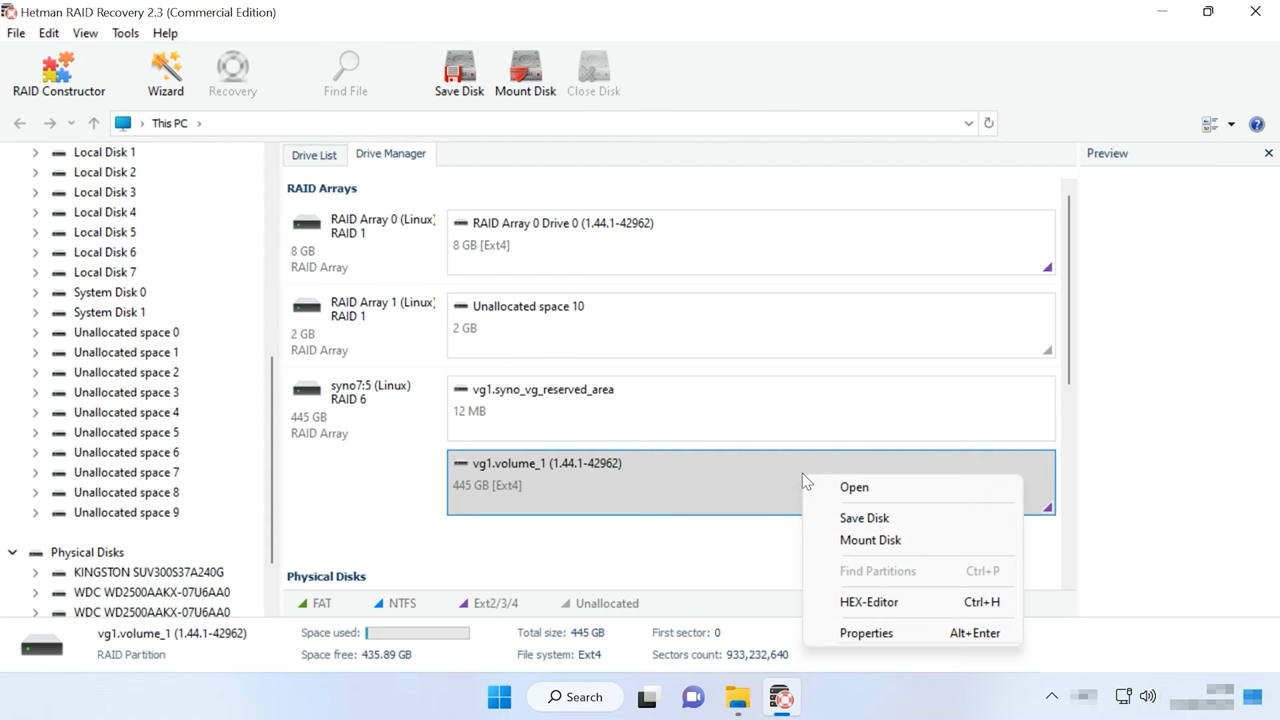 Hetman RAID Recovery 2.3 (Commercial Edition)
File Edit View Tools Help
RAID Constructor Wizard Recovery Find File Save Disk Mount Disk Close Disk
This PC
Local Disk 1
Local Disk 2
Local Disk 3
Local Disk 4
Local Disk 5
Local Disk 6
Local Disk 7
System Disk 0
System Disk 1
Unallocated space 0
Unallocated space 1
Unallocated space 2
Unallocated space 3
Unallocated space 4
Unallocated space 5
Unallocated space 6
Unallocated space 7
Unallocated space 8
Unallocated space 9
Physical Disks
KINGSTON SUV300S37A240G
WDC WD2500AAKX-07U6AA0
WDC WD2500AAKX-07U6AA0
Drive List Drive Manager
RAID Arrays
RAID Array 0 (Linux)
RAID 1
8 GB
RAID Array
RAID Array 0 Drive 0 (1.44.1-42962)
8 GB [Ext4]
RAID Array 1 (Linux)
RAID 1
2 GB
RAID Array
Unallocated space 10
2 GB
syno7:5 (Linux)
RAID 6
445 GB
RAID Array
vg1.syno_vg_reserved_area
12 MB
vg1.volume_1 (1.44.1-42962)
445 GB [Ext4]
Open
Save Disk
Mount Disk
Find Partitions Ctrl+P
HEX-Editor Ctrl+H
Properties Alt+Enter
Physical Disks
FAT NTFS Ext2/3/4 Unallocated
Preview
vg1.volume_1 (1.44.1-42962)
RAID Partition
Space used:
Space free: 435.89 GB
Total size: 445 GB
File system: Ext4
First sector: 0
Sectors count: 933,232,640
Search